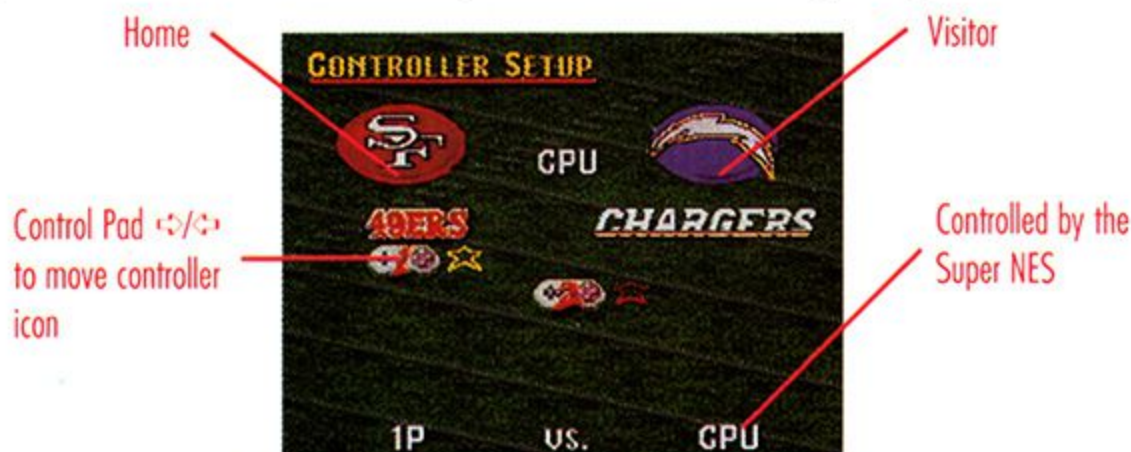 Home
Visitor
CONTROLLER SETUP
SF
CPU
49ERS
CHARGERS
Control Pad ⇨/⇦
to move controller
icon
Controlled by the
Super NES
1P VS. CPU